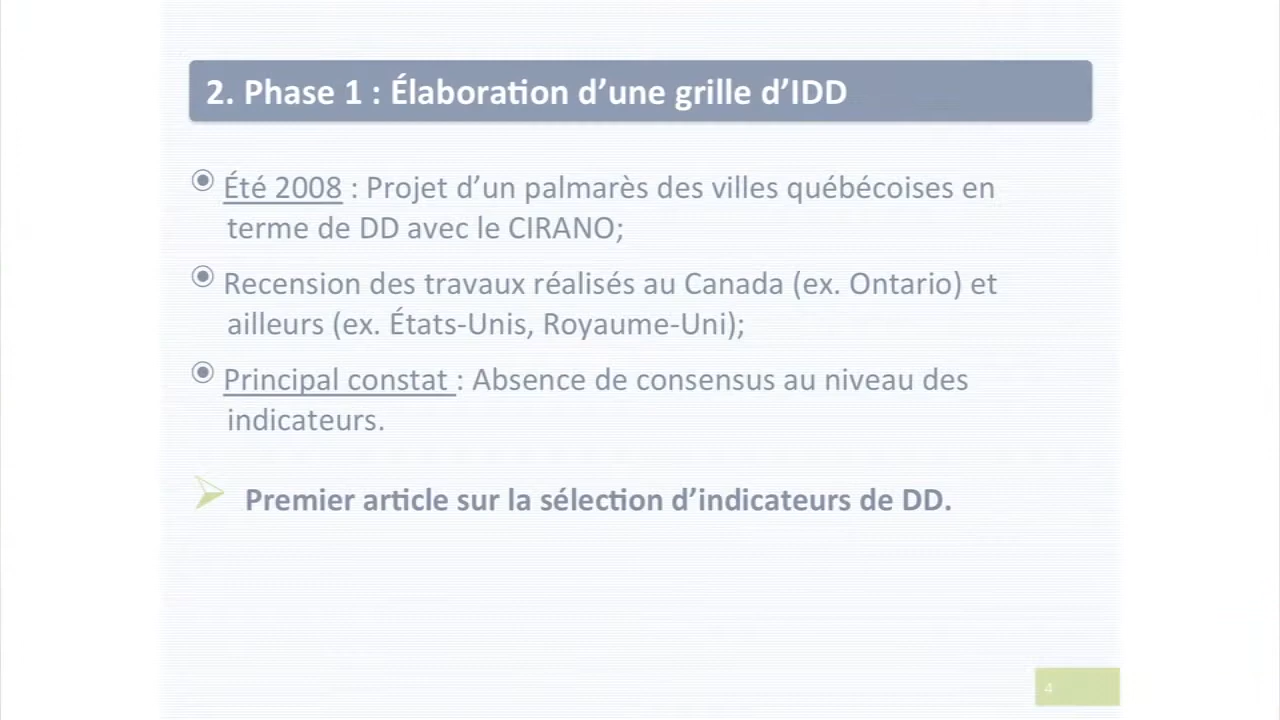 2. Phase 1 : Élaboration d’une grille d’IDD
Été 2008 : Projet d’un palmarès des villes québécoises en
terme de DD avec le CIRANO;
Recension des travaux réalisés au Canada (ex. Ontario) et
ailleurs (ex. États-Unis, Royaume-Uni);
Principal constat : Absence de consensus au niveau des
indicateurs.
Premier article sur la sélection d’indicateurs de DD.
4